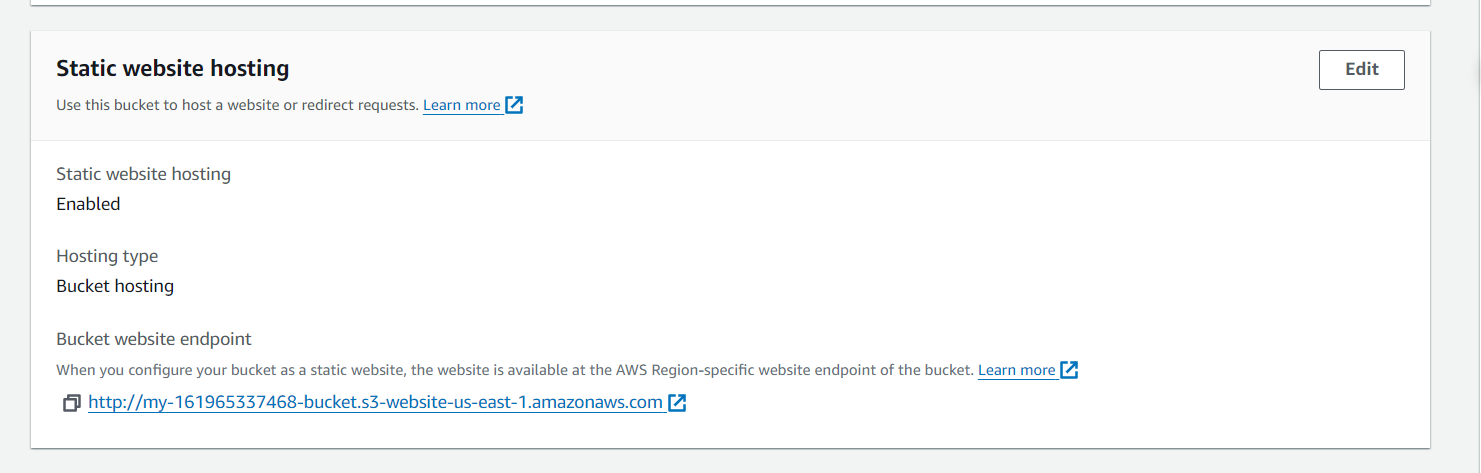 Static website hosting
Edit
Use this bucket to host a website or redirect requests. Learn more
Static website hosting
Enabled
Hosting type
Bucket hosting
Bucket website endpoint
When you configure your bucket as a static website, the website is available at the AWS Region-specific website endpoint of the bucket. Learn more
http://my-161965337468-bucket.s3-website-us-east-1.amazonaws.com